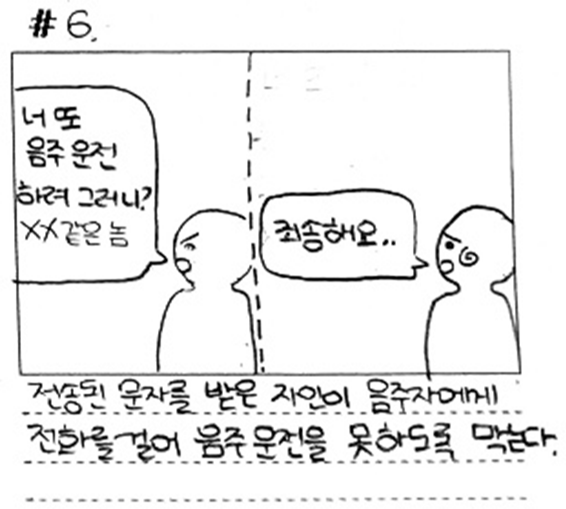 #6.
너 또
음주 운전
하려 그러니?
XX 같은 놈
죄송해요..
전송된 문자를 받은 지인이 음주자에게
전화를 걸어 음주운전을 못하도록 막는다.